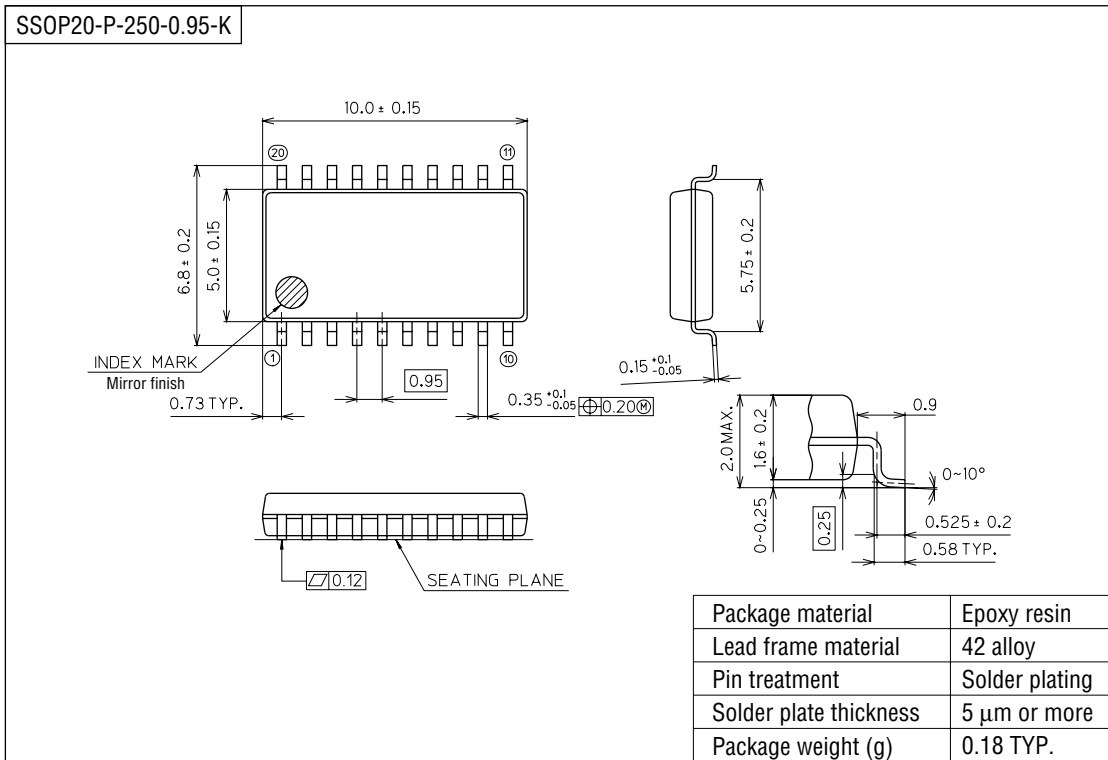 SSOP20-P-250-0.95-K
10.0 ± 0.15
20
11
6.8 ± 0.2
5.0 ± 0.15
5.75 ± 0.2
INDEX MARK
Mirror finish
1
10
0.73 TYP.
0.95
0.35 +0.1 -0.05
0.20Ⓜ
0.15 +0.1 -0.05
2.0 MAX.
1.6 ± 0.2
0.9
0~10°
0~0.25
0.25
0.525 ± 0.2
0.58 TYP.
0.12
SEATING PLANE
Package material Epoxy resin
Lead frame material 42 alloy
Pin treatment Solder plating
Solder plate thickness 5 µm or more
Package weight (g) 0.18 TYP.